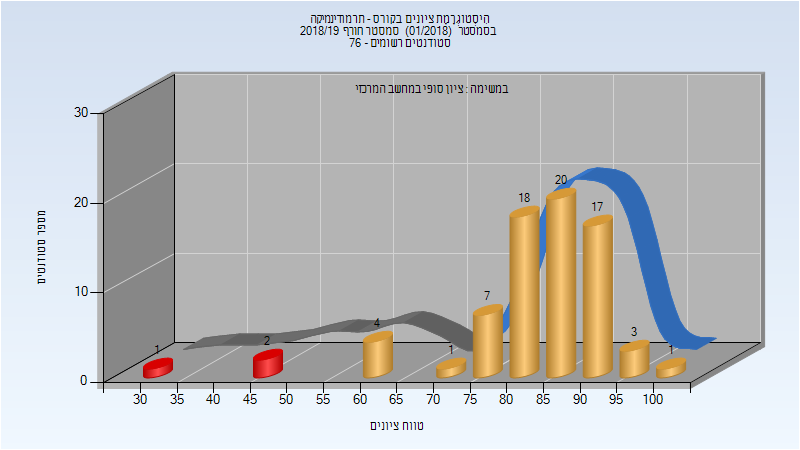 היסטוגרמת ציונים בקורס - תרמודינמיקה
בסמסטר (01/2018) סמסטר חורף 2018/19
סטודנטים רשומים - 76
במשימה : ציון סופי במחשב המרכזי
מספר סטודנטים
30
20
10
0
1
2
4
1
7
18
20
17
3
1
30 35 40 45 50 55 60 65 70 75 80 85 90 95 100
טווח ציונים